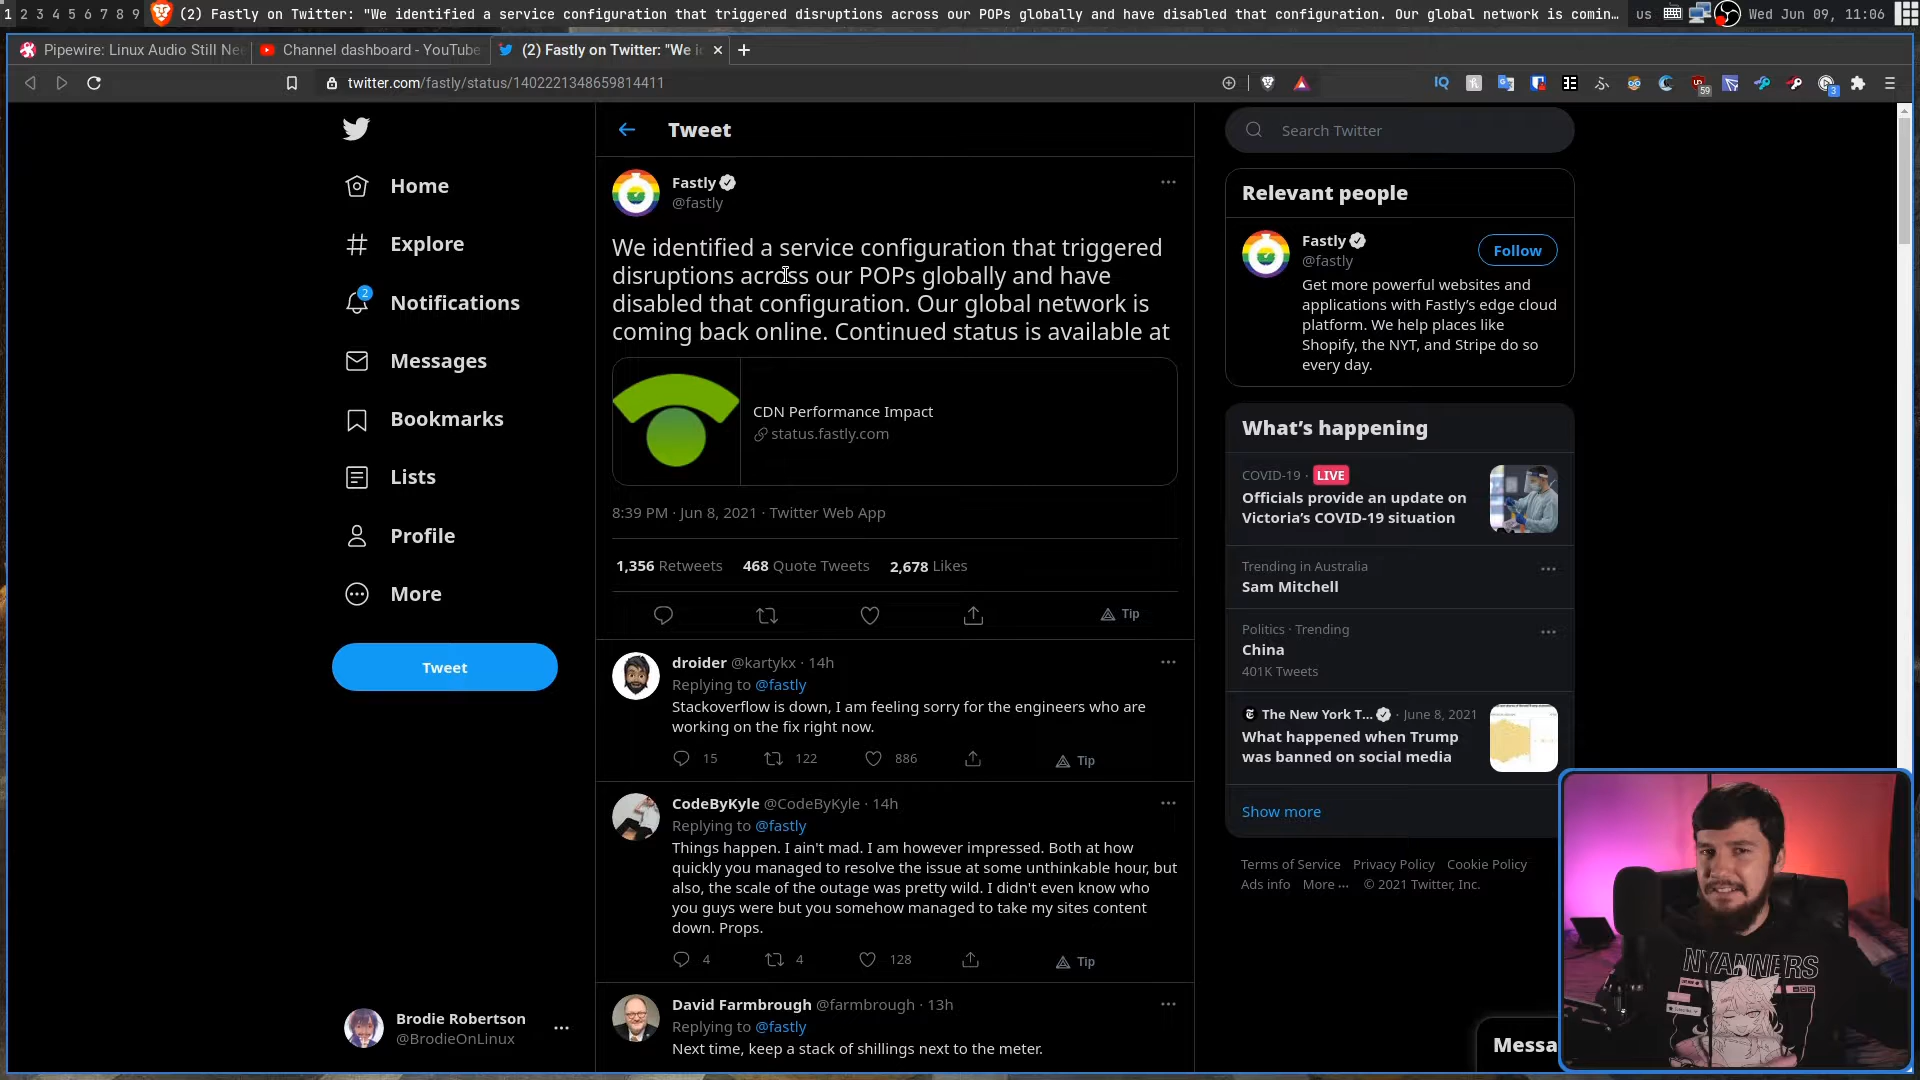 1 2 3 4 5 6 7 8 9 (2) Fastly on Twitter: "We identified a service configuration that triggered disruptions across our POPs globally and have disabled that configuration. Our global network is comin... us Wed Jun 09, 11:06
Pipewire: Linux Audio Still Nee
Channel dashboard - YouTube
(2) Fastly on Twitter: "We i
twitter.com/fastly/status/1402221348659814411
IQ
59
3
Home
Explore
2
Notifications
Messages
Bookmarks
Lists
Profile
More
Tweet
Brodie Robertson
@BrodieOnLinux
Tweet
Fastly
@fastly
We identified a service configuration that triggered
disruptions across our POPs globally and have
disabled that configuration. Our global network is
coming back online. Continued status is available at
CDN Performance Impact
status.fastly.com
8:39 PM · Jun 8, 2021 · Twitter Web App
1,356 Retweets 468 Quote Tweets 2,678 Likes
Tip
droider @kartykx · 14h
Replying to @fastly
Stackoverflow is down, I am feeling sorry for the engineers who are
working on the fix right now.
15 122 886 Tip
CodeByKyle @CodeByKyle · 14h
Replying to @fastly
Things happen. I ain't mad. I am however impressed. Both at how
quickly you managed to resolve the issue at some unthinkable hour, but
also, the scale of the outage was pretty wild. I didn't even know who
you guys were but you somehow managed to take my sites content
down. Props.
4 4 128 Tip
David Farmbrough @farmbrough · 13h
Replying to @fastly
Next time, keep a stack of shillings next to the meter.
Search Twitter
Relevant people
Fastly
@fastly
Follow
Get more powerful websites and
applications with Fastly's edge cloud
platform. We help places like
Shopify, the NYT, and Stripe do so
every day.
What's happening
COVID-19 · LIVE
Officials provide an update on
Victoria's COVID-19 situation
Trending in Australia
Sam Mitchell
Politics · Trending
China
401K Tweets
The New York T... · June 8, 2021
What happened when Trump
was banned on social media
Show more
Terms of Service Privacy Policy Cookie Policy
Ads info More ··· © 2021 Twitter, Inc.
Messa
NYANNERS